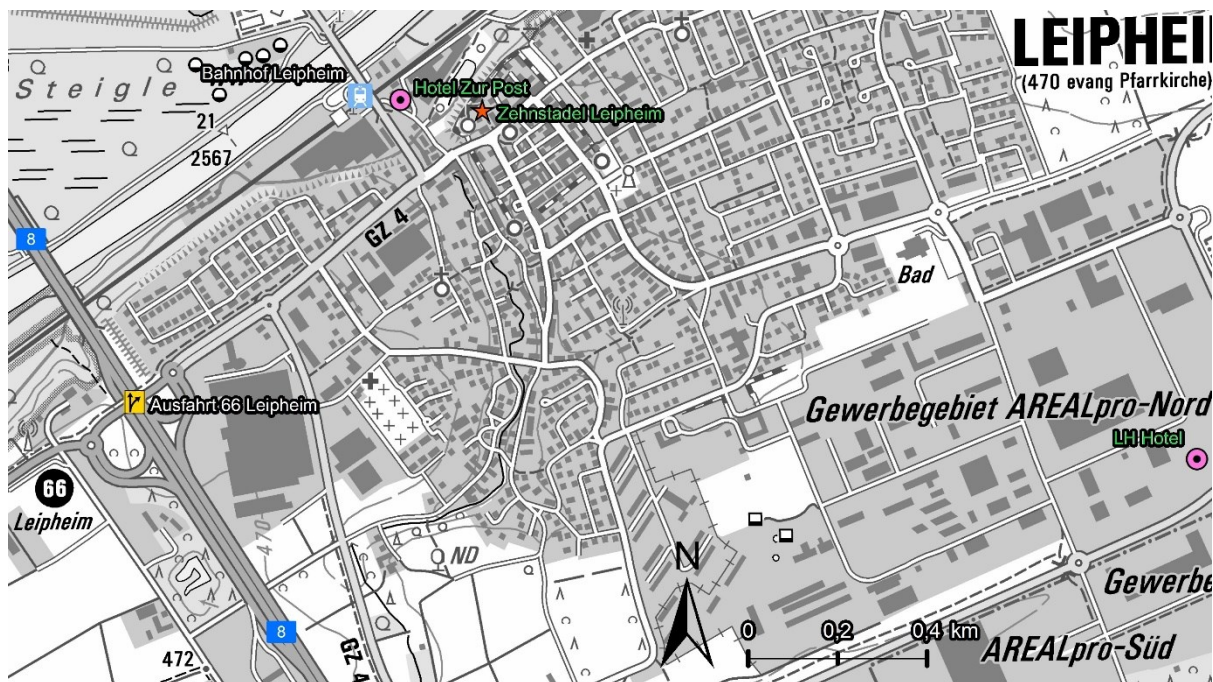 LEIPHEI
(470 evang Pfarrkirche)
Bahnhof Leipheim
Hotel Zur Post
Steigle
Zehnstadel Leipheim
21
2567
GZ 4
8
Bad
Ausfahrt 66 Leipheim
Gewerbegebiet AREALpro-Nord
LH Hotel
66
Leipheim
470
ND
N
Gewerbe
8
0
0,2
0,4 km
GZ 4
472
AREALpro-Süd